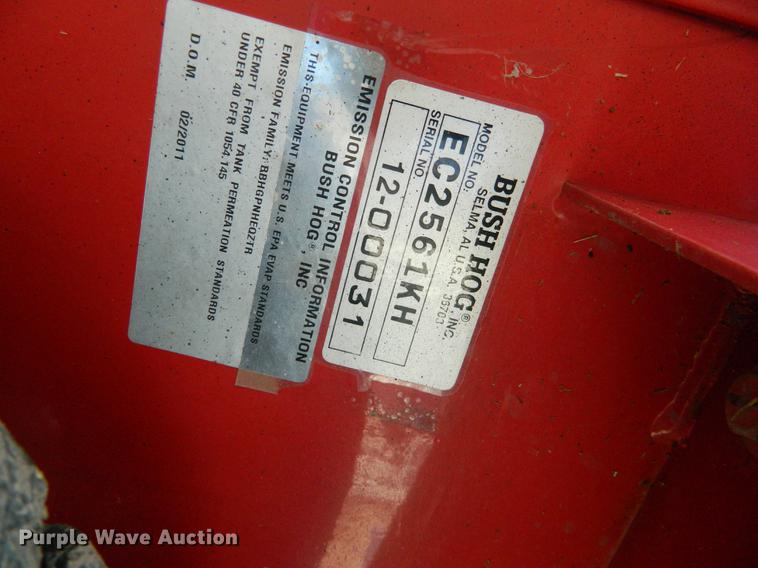 BUSH HOG®, INC.
SELMA, AL U.S.A. 36703
MODEL NO.
EC2561KH
SERIAL NO.
12-00031
EMISSION CONTROL INFORMATION
BUSH HOG®, INC
THIS EQUIPMENT MEETS U.S. EPA EVAP STANDARDS
EMISSION FAMILY: BBHGPNHEQZTR
EXEMPT FROM TANK PERMEATION STANDARDS
UNDER 40 CFR 1054.145
D.O.M. 02/2011
Purple Wave Auction®